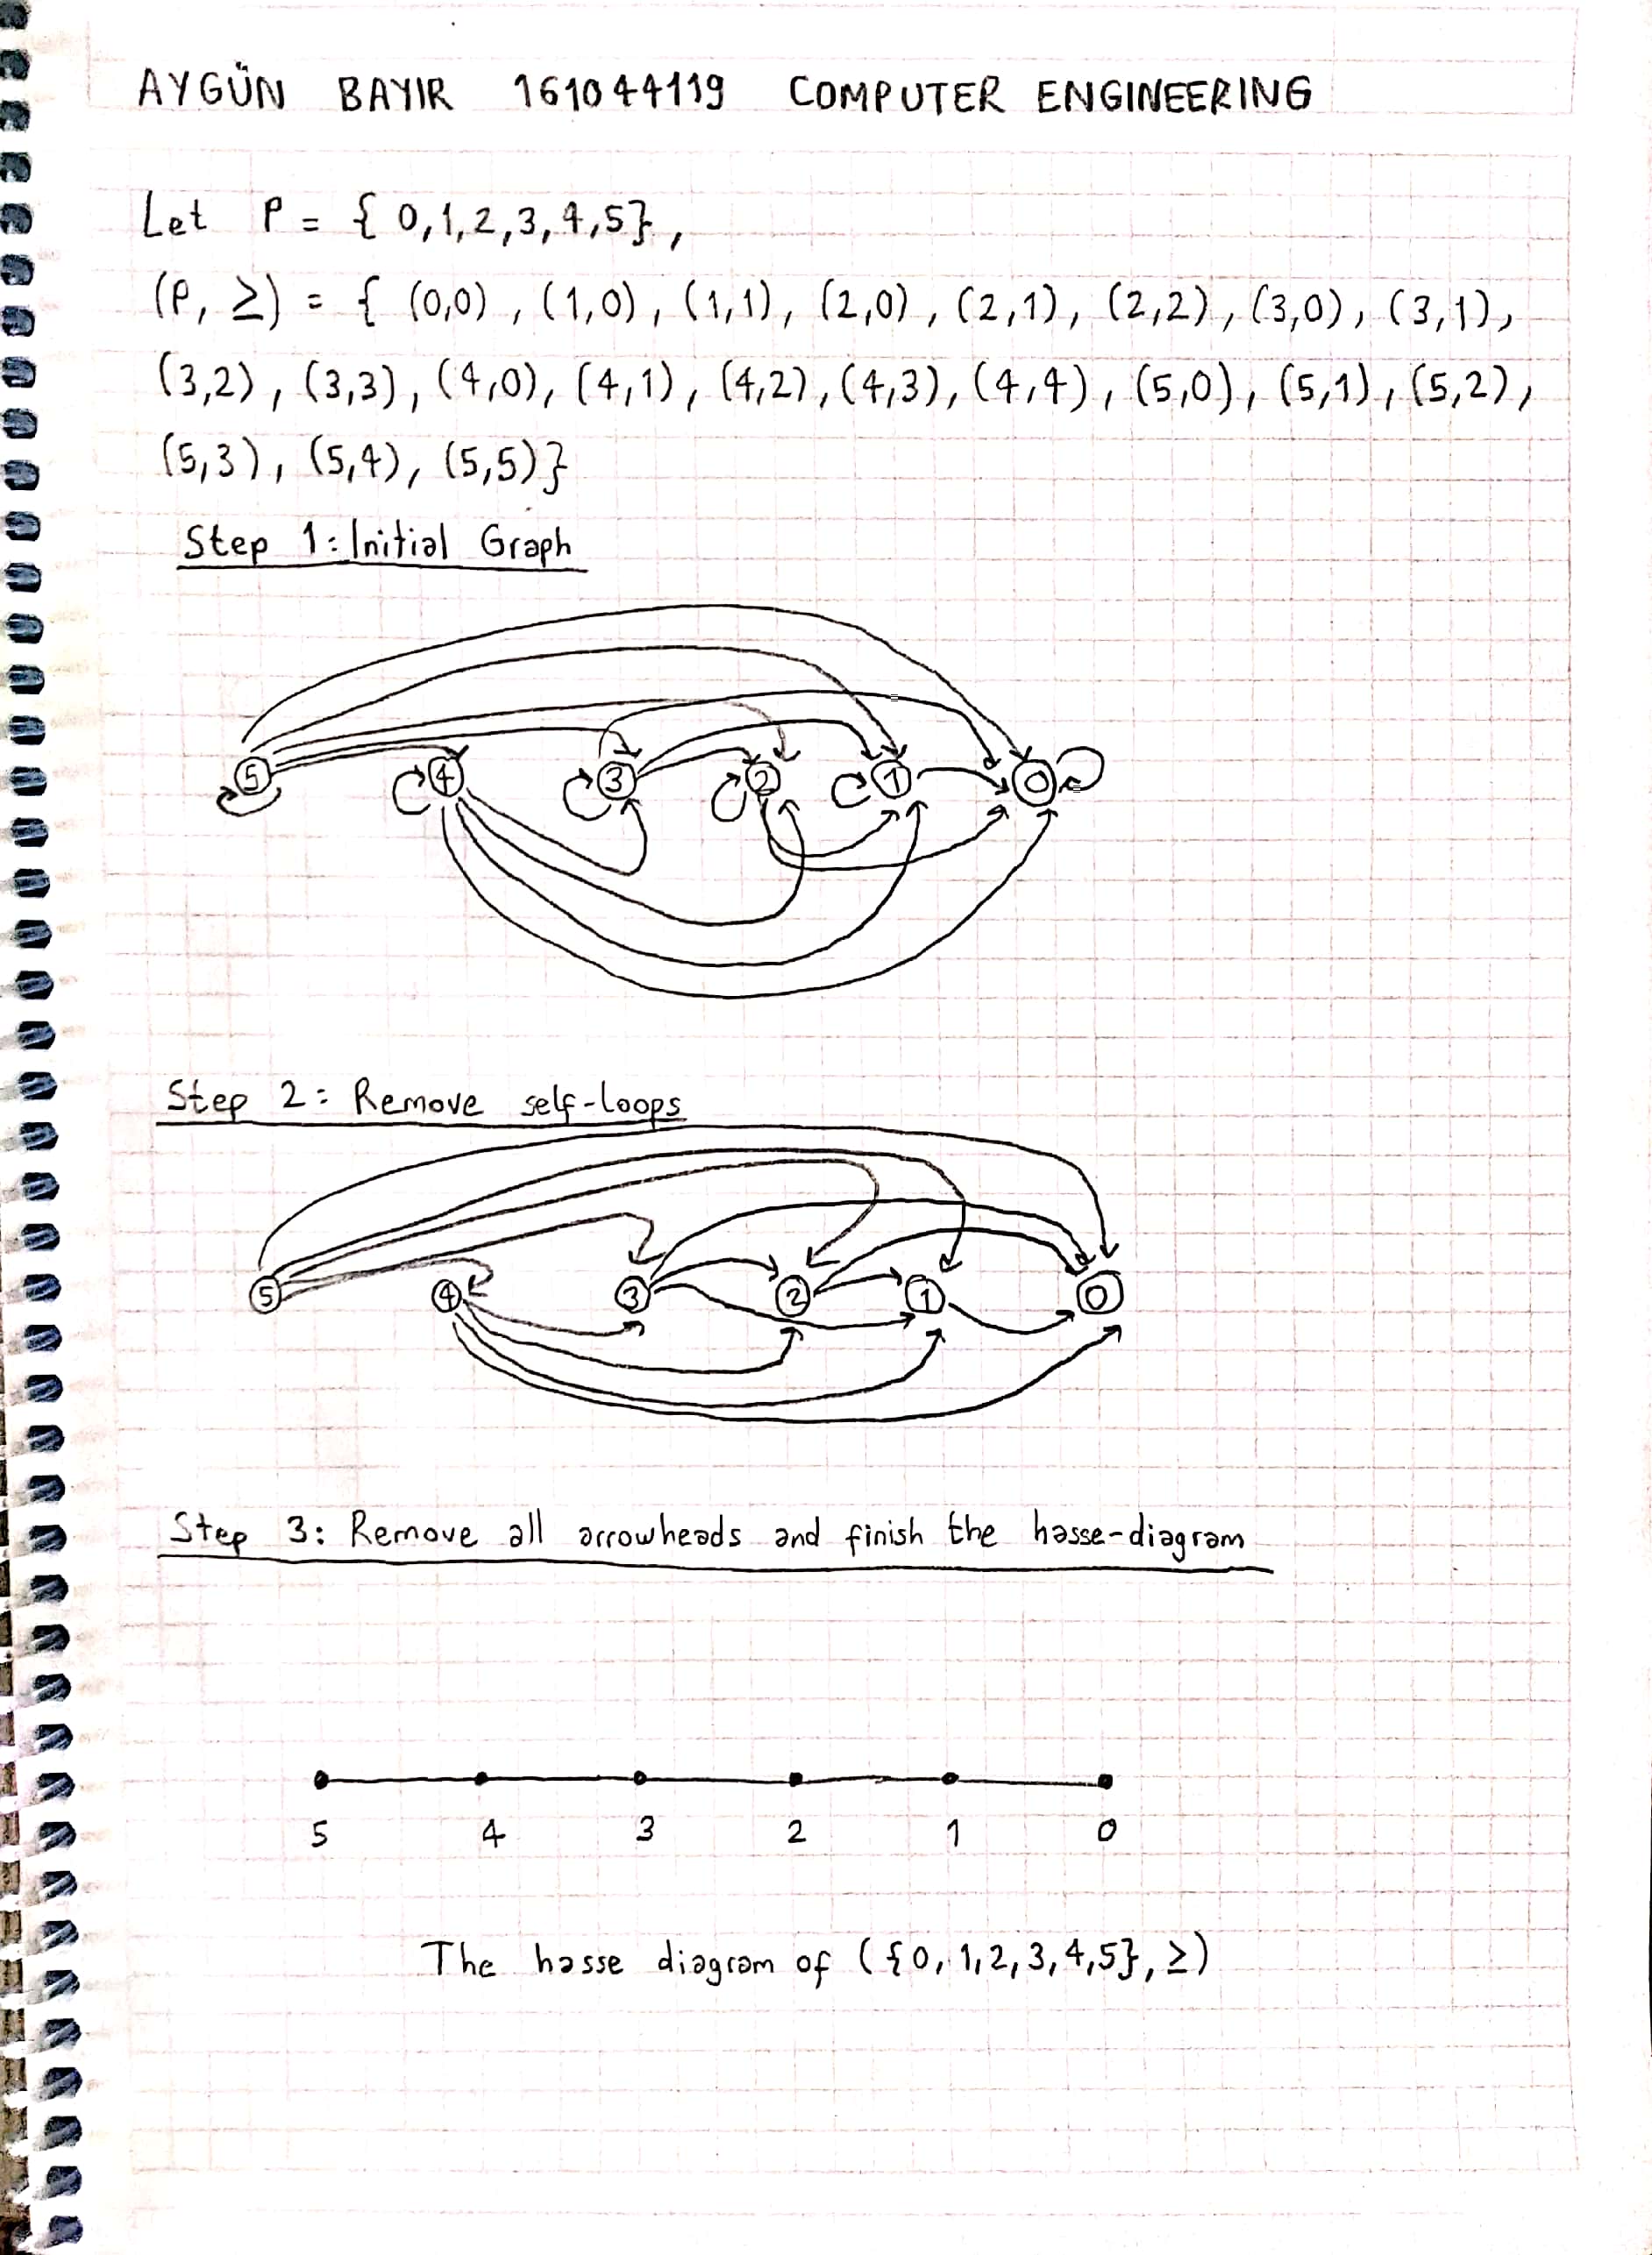 AYGÜN BAYIR 161044119 COMPUTER ENGINEERING
Let P = { 0,1,2,3,4,5},
(P, ≥) = { (0,0) , (1,0), (1,1), (2,0), (2,1), (2,2), (3,0), (3,1),
(3,2), (3,3), (4,0), (4,1), (4,2), (4,3), (4,4), (5,0), (5,1), (5,2),
(5,3), (5,4), (5,5)}
Step 1: Initial Graph
5 4 3 2 1 0
Step 2: Remove self-loops
5 4 3 2 1 0
Step 3: Remove all arrowheads and finish the hasse-diagram
5 4 3 2 1 0
The hasse diagram of ({0,1,2,3,4,5}, ≥)